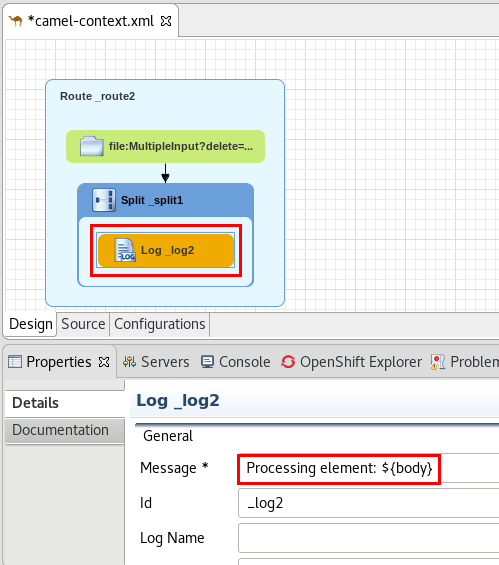 *camel-context.xml
Route _route2
file:MultipleInput?delete=...
Split _split1
LOG Log _log2
Design Source Configurations
Properties Servers Console OpenShift Explorer Problem
Details
Documentation
Log _log2
General
Message * Processing element: ${body}
Id _log2
Log Name